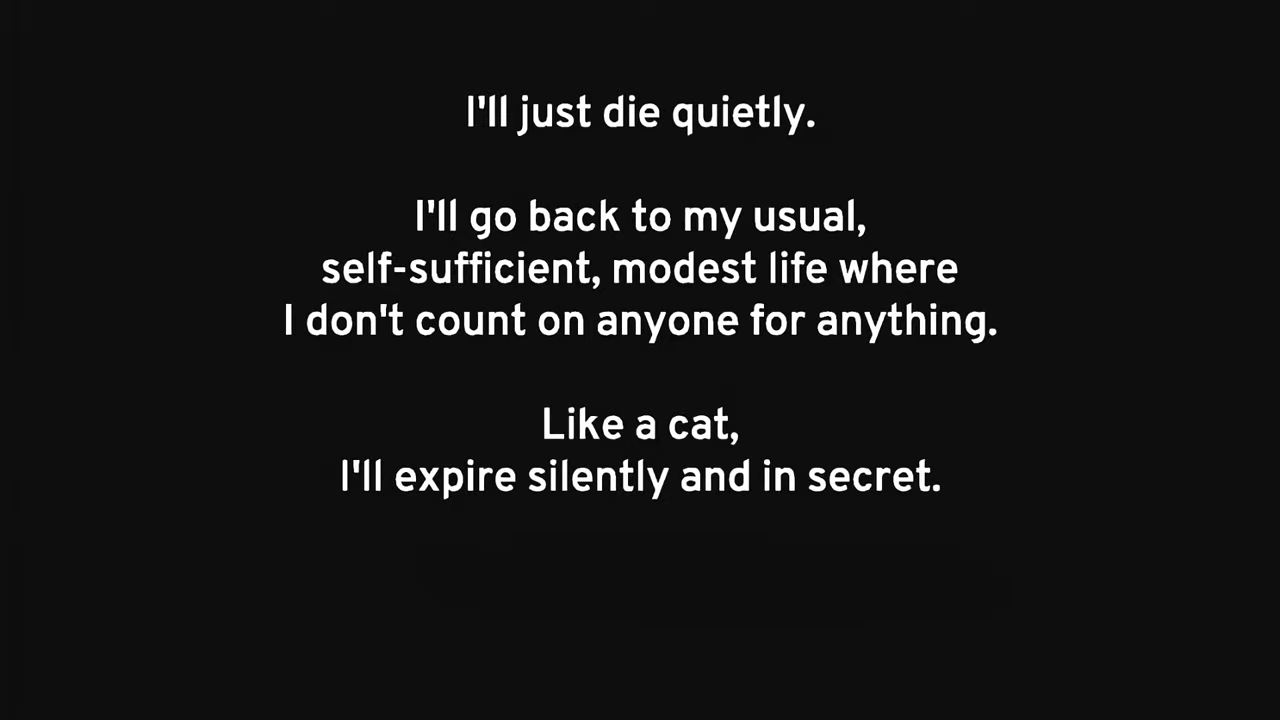 I'll just die quietly.
I'll go back to my usual,
self-sufficient, modest life where
I don't count on anyone for anything.
Like a cat,
I'll expire silently and in secret.